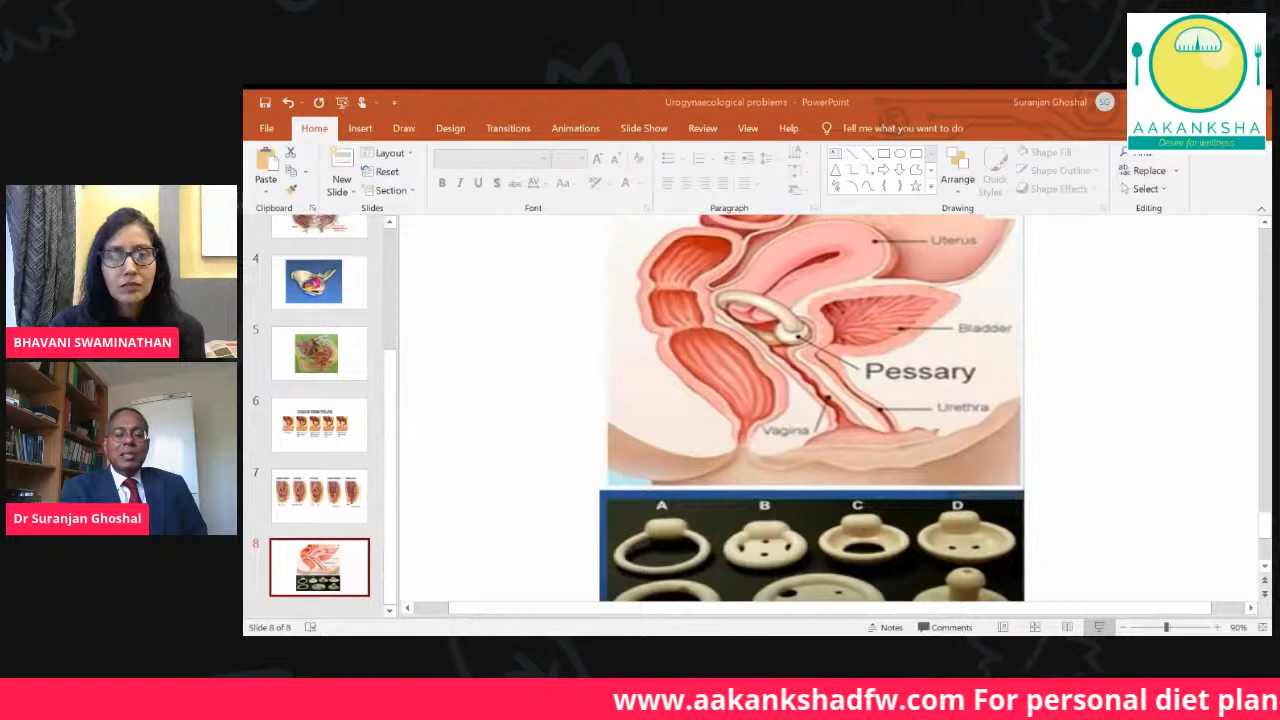 AAKANKSHA
Desire for wellness
Urogynaecological problems - PowerPoint
Suranjan Ghoshal
SG
File
Home
Insert
Draw
Design
Transitions
Animations
Slide Show
Review
View
Help
Tell me what you want to do
Paste
New
Slide
Layout
Reset
Section
B
I
U
S
abc
AV
Aa
A
Arrange
Quick
Styles
Shape Fill
Shape Outline
Shape Effects
Replace
Select
Clipboard
Slides
Font
Paragraph
Drawing
Editing
4
5
6
7
8
Uterus
Bladder
Pessary
Urethra
Vagina
A B C D
BHAVANI SWAMINATHAN
Dr Suranjan Ghoshal
Slide 8 of 8
Notes
Comments
90%
www.aakankshadfw.com For personal diet plan